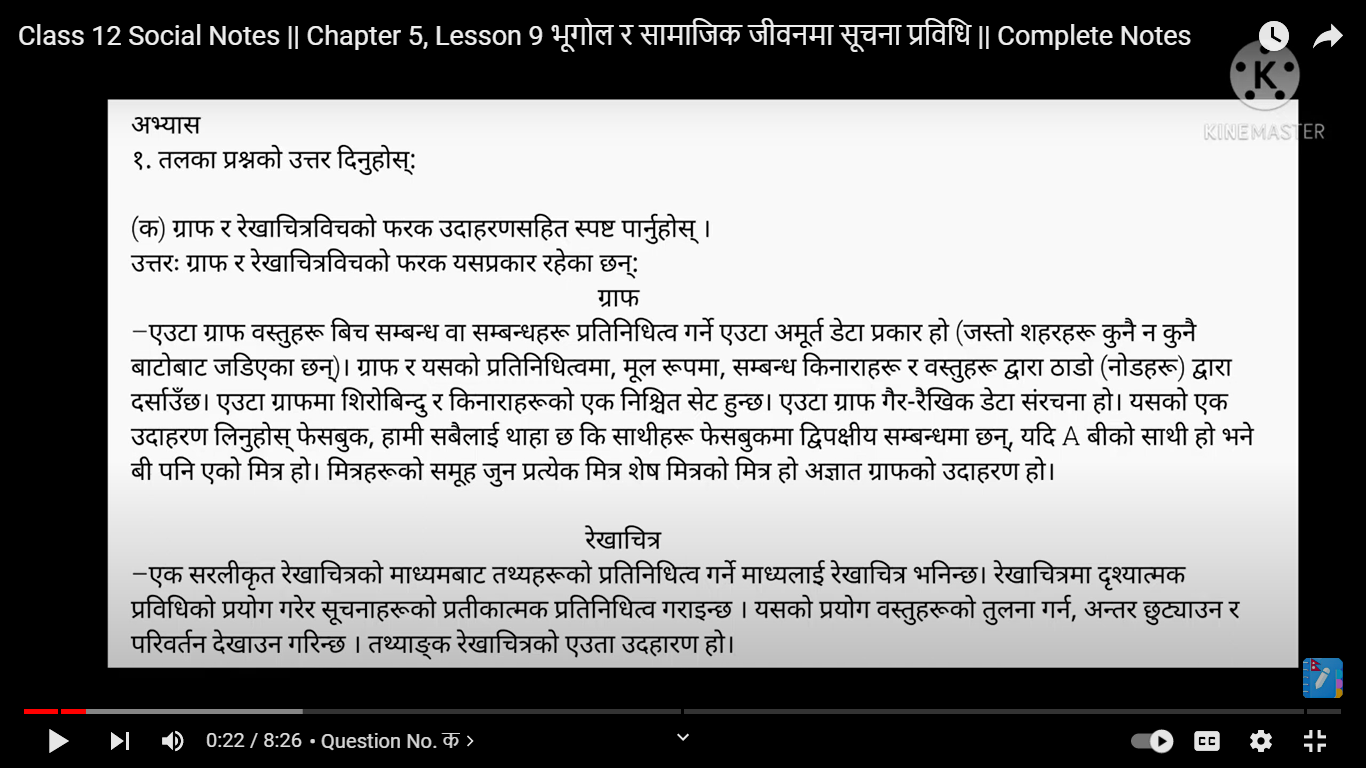 Class 12 Social Notes || Chapter 5, Lesson 9 भूगोल र सामाजिक जीवनमा सूचना प्रविधि || Complete Notes
K
KINEMASTER
अभ्यास
१. तलका प्रश्नको उत्तर दिनुहोस्:
(क) ग्राफ र रेखाचित्रविचको फरक उदाहरणसहित स्पष्ट पार्नुहोस् ।
उत्तरः ग्राफ र रेखाचित्रविचको फरक यसप्रकार रहेका छन्:
ग्राफ
–एउटा ग्राफ वस्तुहरू बिच सम्बन्ध वा सम्बन्धहरू प्रतिनिधित्व गर्ने एउटा अमूर्त डेटा प्रकार हो (जस्तो शहरहरू कुनै न कुनै
बाटोबाट जडिएका छन्)। ग्राफ र यसको प्रतिनिधित्वमा, मूल रूपमा, सम्बन्ध किनाराहरू र वस्तुहरू द्वारा ठाडो (नोडहरू) द्वारा
दर्साउँछ। एउटा ग्राफमा शिरोबिन्दु र किनाराहरूको एक निश्चित सेट हुन्छ। एउटा ग्राफ गैर-रैखिक डेटा संरचना हो। यसको एक
उदाहरण लिनुहोस् फेसबुक, हामी सबैलाई थाहा छ कि साथीहरू फेसबुकमा द्विपक्षीय सम्बन्धमा छन्, यदि A बीको साथी हो भने
बी पनि एको मित्र हो। मित्रहरूको समूह जुन प्रत्येक मित्र शेष मित्रको मित्र हो अज्ञात ग्राफको उदाहरण हो।
रेखाचित्र
–एक सरलीकृत रेखाचित्रको माध्यमबाट तथ्यहरूको प्रतिनिधित्व गर्ने माध्यलाई रेखाचित्र भनिन्छ। रेखाचित्रमा दृश्यात्मक
प्रविधिको प्रयोग गरेर सूचनाहरूको प्रतीकात्मक प्रतिनिधित्व गराइन्छ । यसको प्रयोग वस्तुहरूको तुलना गर्न, अन्तर छुट्याउन र
परिवर्तन देखाउन गरिन्छ । तथ्याङ्क रेखाचित्रको एउता उदहारण हो।
0:22 / 8:26 • Question No. क
CC